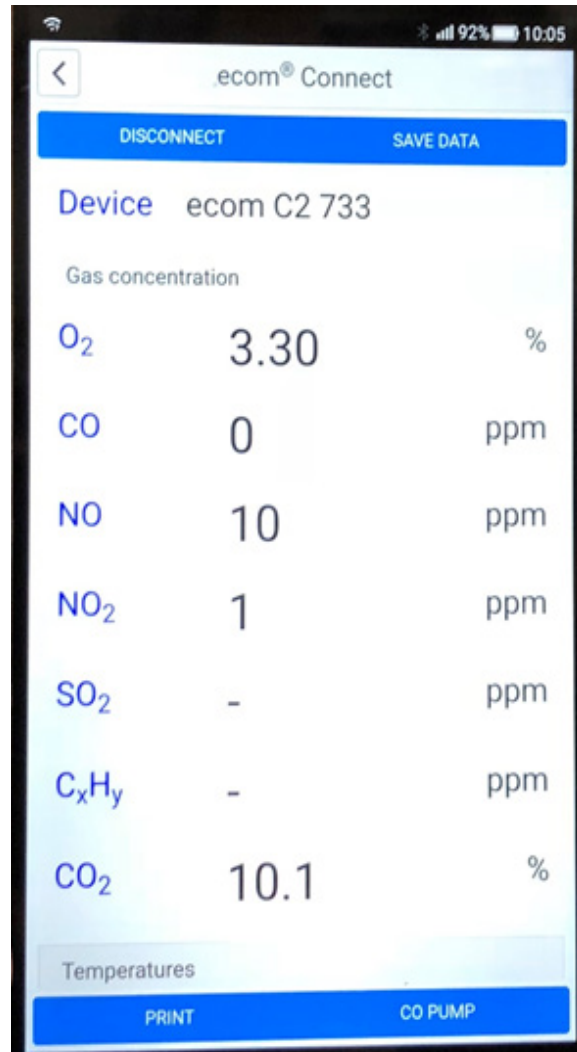 92% 10:05
ecom® Connect
DISCONNECT SAVE DATA
Device ecom C2 733
Gas concentration
O₂ 3.30 %
CO 0 ppm
NO 10 ppm
NO₂ 1 ppm
SO₂ - ppm
CₓHᵧ - ppm
CO₂ 10.1 %
Temperatures
PRINT CO PUMP